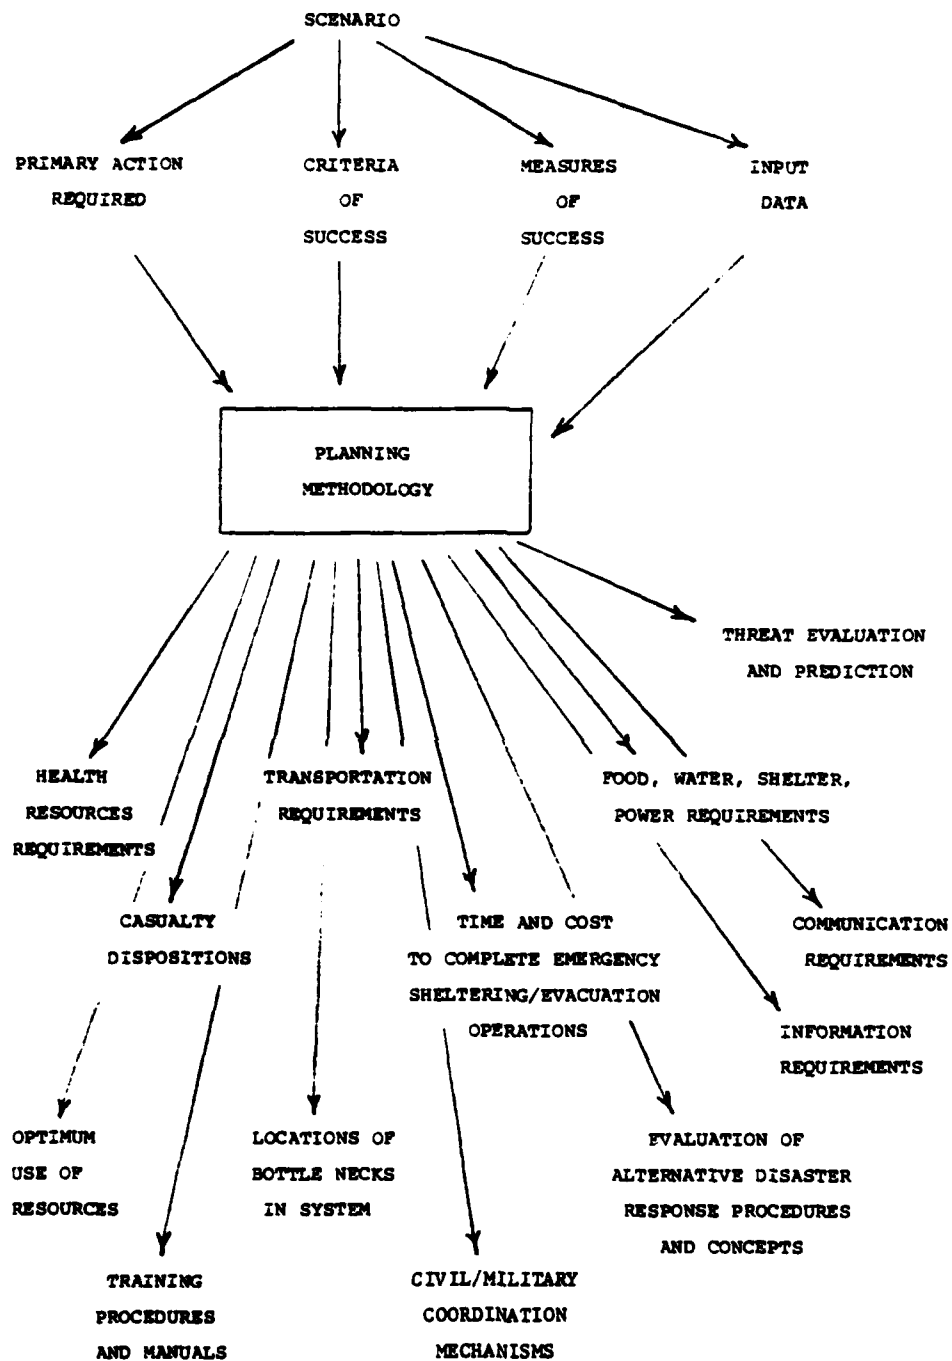 SCENARIO
PRIMARY ACTION
REQUIRED
CRITERIA
OF
SUCCESS
MEASURES
OF
SUCCESS
INPUT
DATA
PLANNING
METHODOLOGY
THREAT EVALUATION
AND PREDICTION
HEALTH
RESOURCES
REQUIREMENTS
TRANSPORTATION
REQUIREMENTS
FOOD, WATER, SHELTER,
POWER REQUIREMENTS
CASUALTY
DISPOSITIONS
TIME AND COST
TO COMPLETE EMERGENCY
SHELTERING/EVACUATION
OPERATIONS
COMMUNICATION
REQUIREMENTS
INFORMATION
REQUIREMENTS
OPTIMUM
USE OF
RESOURCES
LOCATIONS OF
BOTTLE NECKS
IN SYSTEM
EVALUATION OF
ALTERNATIVE DISASTER
RESPONSE PROCEDURES
AND CONCEPTS
TRAINING
PROCEDURES
AND MANUALS
CIVIL/MILITARY
COORDINATION
MECHANISMS